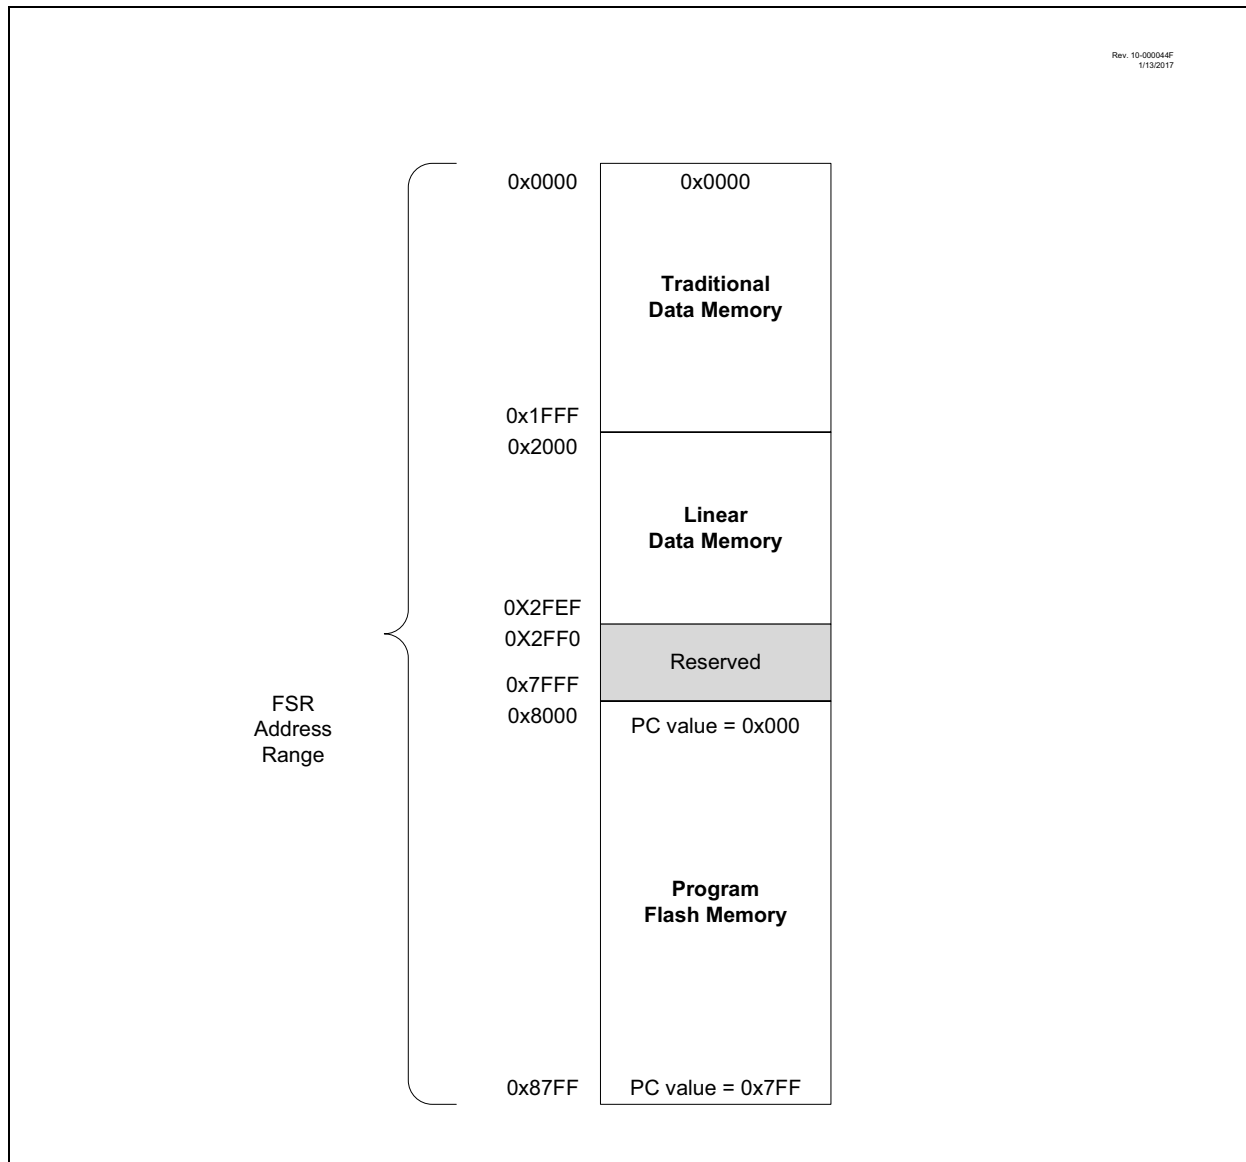 Rev. 10-000044F
1/13/2017
0x0000
0x0000
Traditional
Data Memory
0x1FFF
0x2000
Linear
Data Memory
0X2FEF
0X2FF0
Reserved
0x7FFF
0x8000
PC value = 0x000
FSR
Address
Range
Program
Flash Memory
0x87FF
PC value = 0x7FF